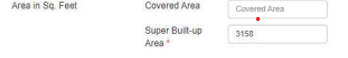 Area in Sq. Feet Covered Area Covered Area
Super Built-up Area * 3158